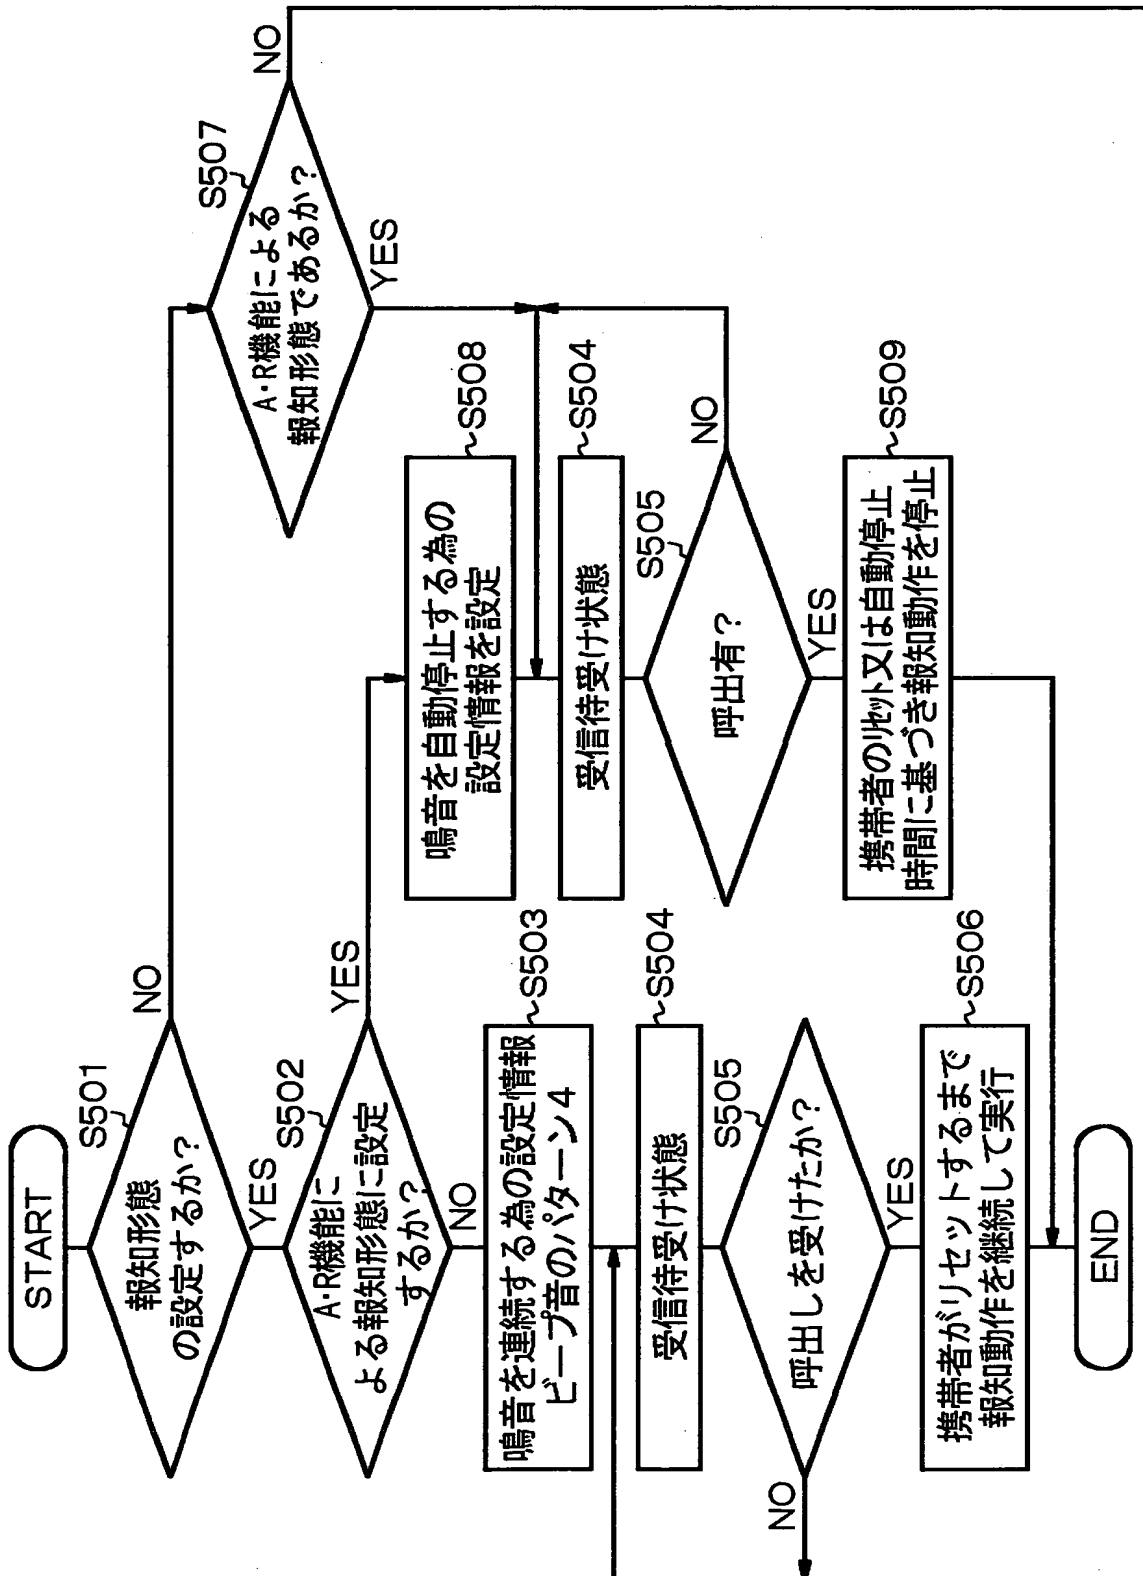 START
S501
報知形態
の設定するか?
NO
YES
S502
A・R機能に
よる報知形態に設定
するか?
YES
NO
S503
鳴音を連続する為の設定情報
ビープ音のパターン4
S504
受信待受け状態
S505
呼出しを受けたか?
NO
YES
S506
携帯者がリセットするまで
報知動作を継続して実行
END
S507
A・R機能による
報知形態であるか?
NO
YES
S508
鳴音を自動停止する為の
設定情報を設定
S504
受信待受け状態
S505
呼出有?
NO
YES
S509
携帯者のリセット又は自動停止
時間に基づき報知動作を停止